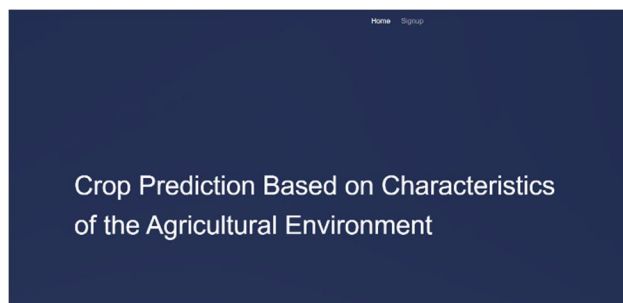 Home Signup
Crop Prediction Based on Characteristics
of the Agricultural Environment